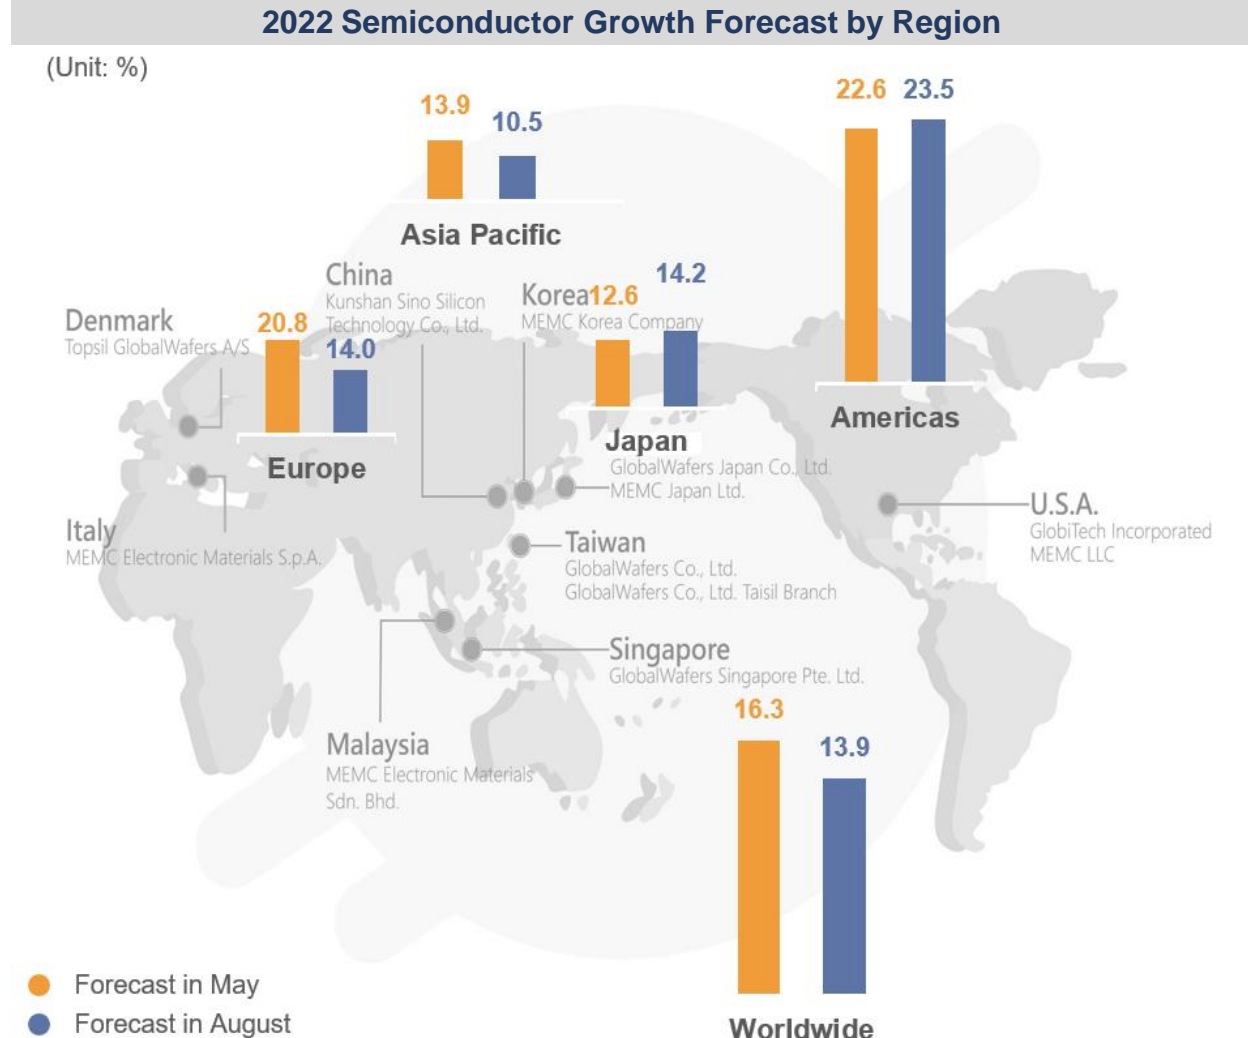 2022 Semiconductor Growth Forecast by Region
(Unit: %)
13.9
10.5
Asia Pacific
22.6 23.5
Americas
China
Kunshan Sino Silicon
Technology Co., Ltd.
Korea
MEMC Korea Company
12.6
14.2
Japan
GlobalWafers Japan Co., Ltd.
MEMC Japan Ltd.
Denmark
Topsil GlobalWafers A/S
20.8
14.0
Europe
Italy
MEMC Electronic Materials S.p.A.
U.S.A.
GlobiTech Incorporated
MEMC LLC
Taiwan
GlobalWafers Co., Ltd.
GlobalWafers Co., Ltd. Taisil Branch
Singapore
GlobalWafers Singapore Pte. Ltd.
Malaysia
MEMC Electronic Materials
Sdn. Bhd.
16.3
13.9
Worldwide
Forecast in May
Forecast in August